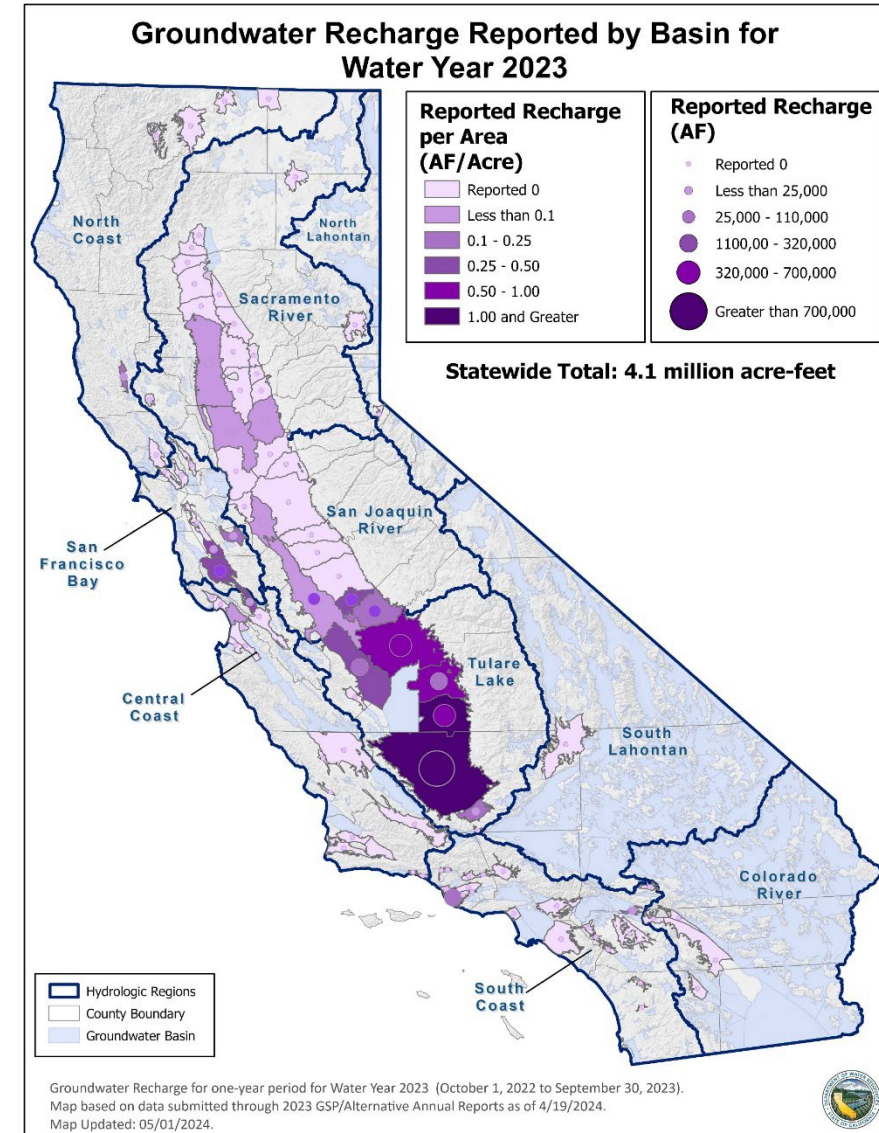 Groundwater Recharge Reported by Basin for
Water Year 2023
Reported Recharge
per Area
(AF/Acre)
Reported 0
Less than 0.1
0.1 - 0.25
0.25 - 0.50
0.50 - 1.00
1.00 and Greater
Reported Recharge
(AF)
Reported 0
Less than 25,000
25,000 - 110,000
1100,00 - 320,000
320,000 - 700,000
Greater than 700,000
Statewide Total: 4.1 million acre-feet
North
Coast
North
Lahontan
Sacramento
River
San Joaquin
River
San
Francisco
Bay
Tulare
Lake
Central
Coast
South
Lahontan
Colorado
River
South
Coast
Hydrologic Regions
County Boundary
Groundwater Basin
Groundwater Recharge for one-year period for Water Year 2023 (October 1, 2022 to September 30, 2023).
Map based on data submitted through 2023 GSP/Alternative Annual Reports as of 4/19/2024.
Map Updated: 05/01/2024.